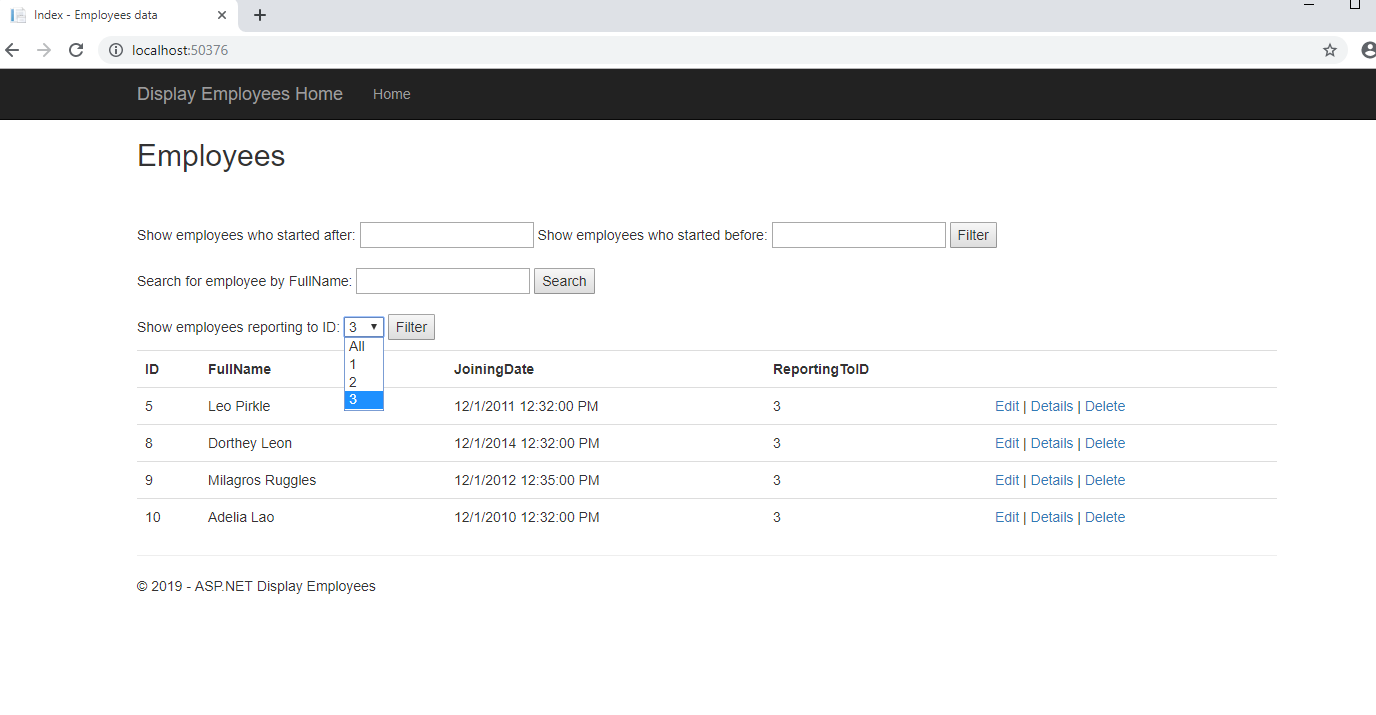 Index - Employees data
localhost:50376
Display Employees Home Home
Employees
Show employees who started after: Show employees who started before: Filter
Search for employee by FullName: Search
Show employees reporting to ID: 3 Filter
All
1
2
3
ID FullName JoiningDate ReportingToID
5 Leo Pirkle 12/1/2011 12:32:00 PM 3 Edit | Details | Delete
8 Dorthey Leon 12/1/2014 12:32:00 PM 3 Edit | Details | Delete
9 Milagros Ruggles 12/1/2012 12:35:00 PM 3 Edit | Details | Delete
10 Adelia Lao 12/1/2010 12:32:00 PM 3 Edit | Details | Delete
© 2019 - ASP.NET Display Employees